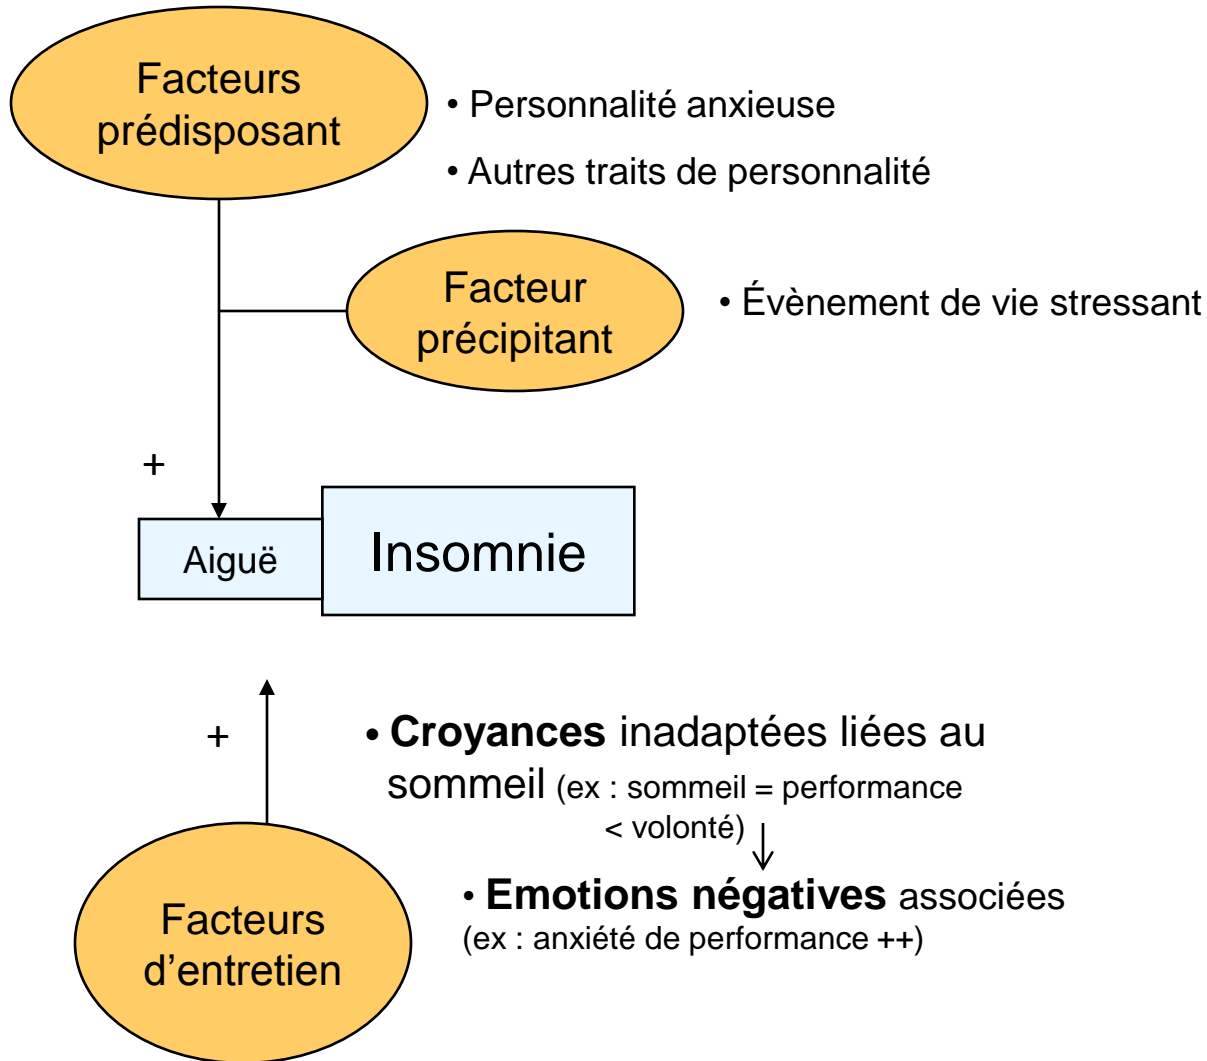 Facteurs
prédisposant
• Personnalité anxieuse
• Autres traits de personnalité
Facteur
précipitant
• Évènement de vie stressant
+
Aiguë
Insomnie
+
• Croyances inadaptées liées au
sommeil (ex : sommeil = performance
< volonté)
• Emotions négatives associées
(ex : anxiété de performance ++)
Facteurs
d’entretien